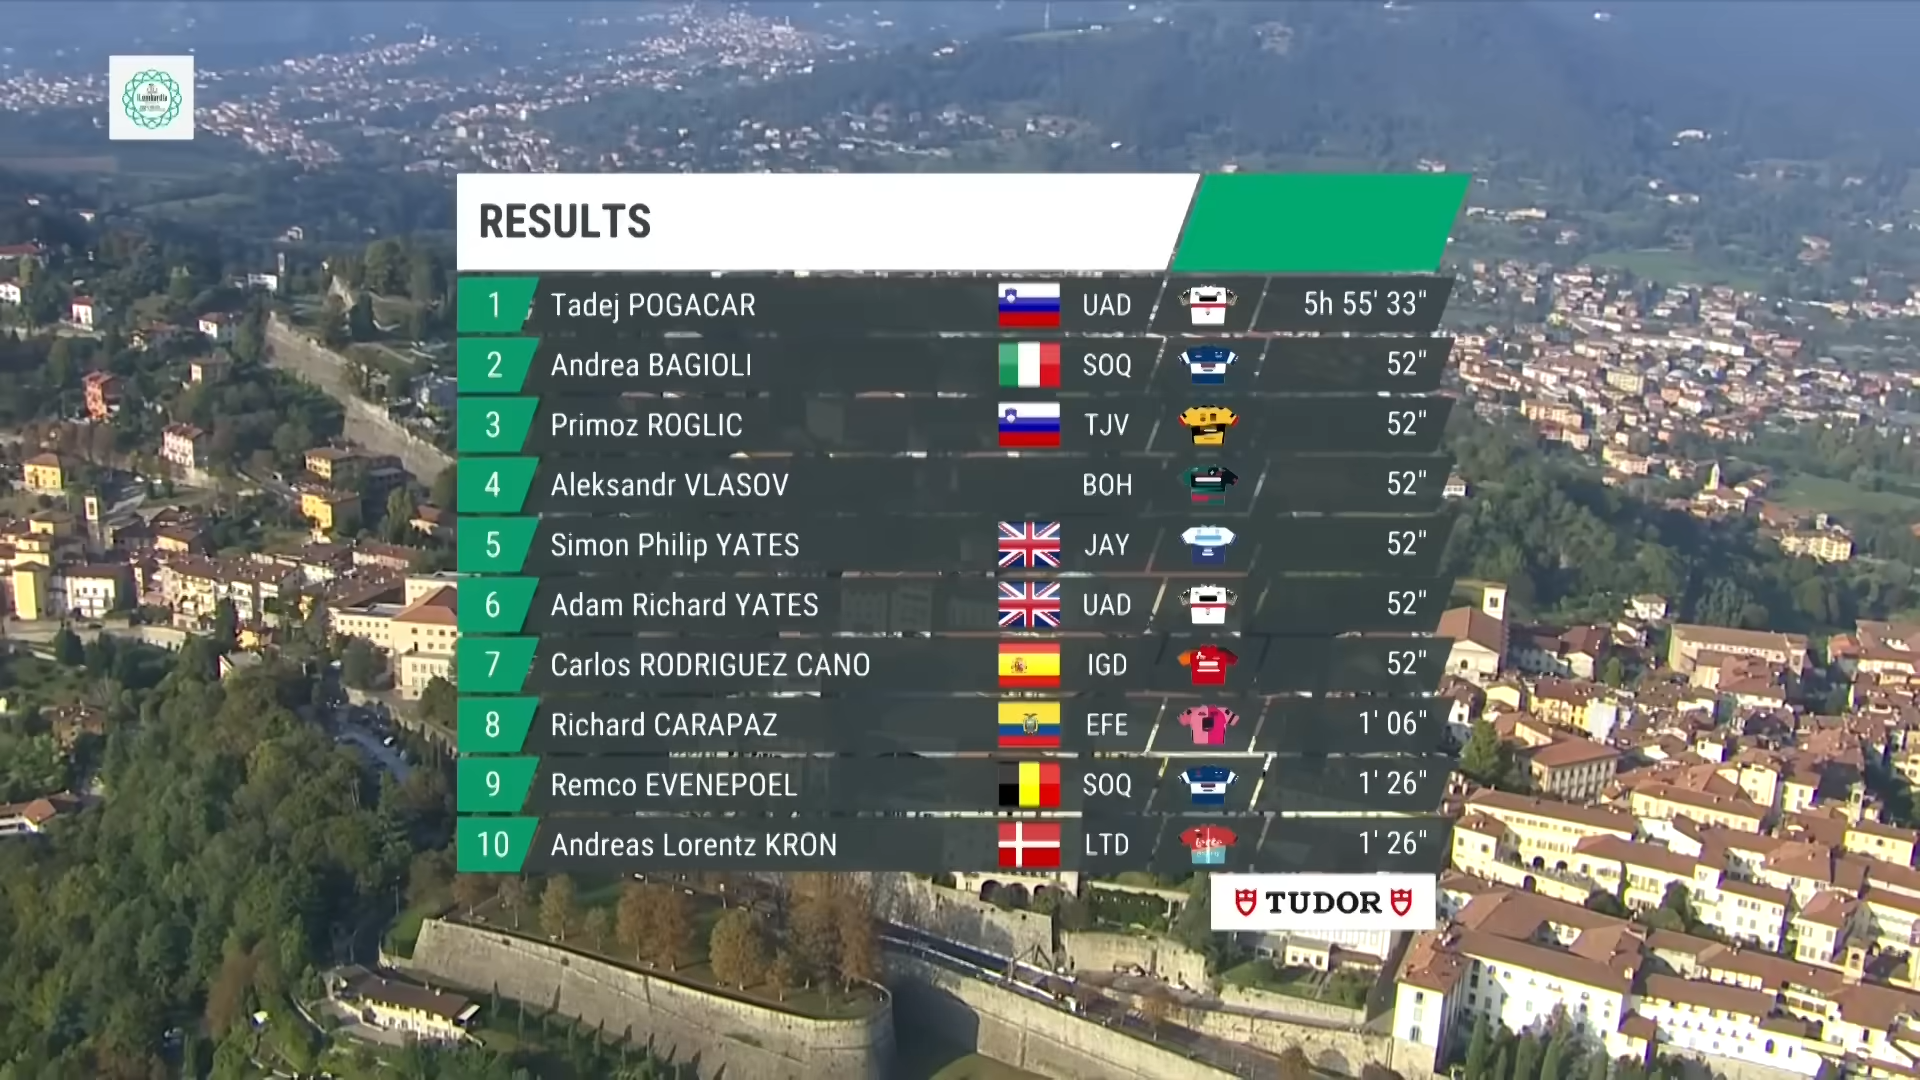 IL Lombardia
RESULTS
1 Tadej POGACAR UAD 5h 55' 33"
2 Andrea BAGIOLI SOQ 52"
3 Primoz ROGLIC TJV 52"
4 Aleksandr VLASOV BOH 52"
5 Simon Philip YATES JAY 52"
6 Adam Richard YATES UAD 52"
7 Carlos RODRIGUEZ CANO IGD 52"
8 Richard CARAPAZ EFE 1' 06"
9 Remco EVENEPOEL SOQ 1' 26"
10 Andreas Lorentz KRON LTD 1' 26"
TUDOR